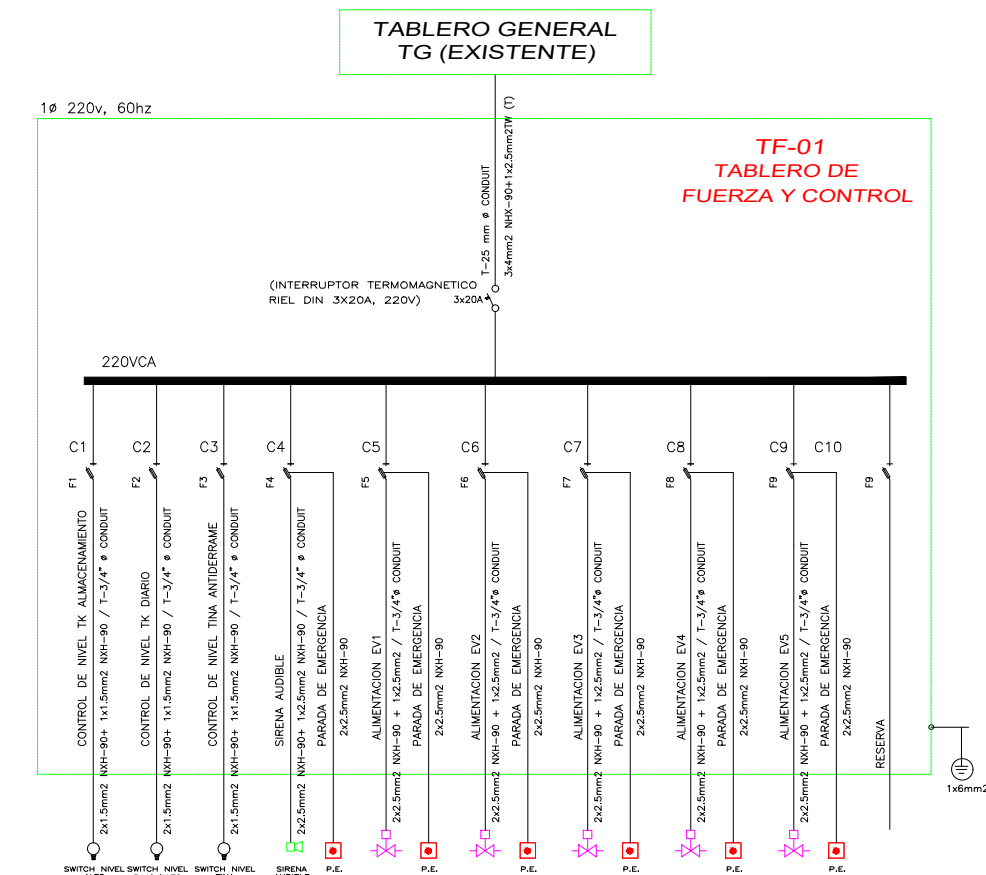 TABLERO GENERAL
TG (EXISTENTE)
1ø 220v, 60hz
TF-01
TABLERO DE
FUERZA Y CONTROL
T-25 mm ø CONDUIT
3x4mm2 NHX-90+1x2.5mm2TW (T)
(INTERRUPTOR TERMOMAGNETICO
RIEL DIN 3X20A, 220V)
3x20A
220VCA
C1
C2
C3
C4
C5
C6
C7
C8
C9
C10
F1
F2
F3
F4
F5
F6
F7
F8
F9
F9
CONTROL DE NIVEL TK ALMACENAMIENTO
2x1.5mm2 NXH-90+ 1x1.5mm2 NXH-90 / T-3/4" ø CONDUIT
CONTROL DE NIVEL TK DIARIO
2x1.5mm2 NXH-90+ 1x1.5mm2 NXH-90 / T-3/4" ø CONDUIT
CONTROL DE NIVEL TINA ANTIDERRAME
2x1.5mm2 NXH-90+ 1x1.5mm2 NXH-90 / T-3/4" ø CONDUIT
SIRENA AUDIBLE
2x2.5mm2 NXH-90+ 1x2.5mm2 NXH-90 / T-3/4" ø CONDUIT
PARADA DE EMERGENCIA
2x2.5mm2 NXH-90
ALIMENTACION EV1
2x2.5mm2 NXH-90 + 1x2.5mm2 / T-3/4"ø CONDUIT
PARADA DE EMERGENCIA
2x2.5mm2 NXH-90
ALIMENTACION EV2
2x2.5mm2 NXH-90 + 1x2.5mm2 / T-3/4"ø CONDUIT
PARADA DE EMERGENCIA
2x2.5mm2 NXH-90
ALIMENTACION EV3
2x2.5mm2 NXH-90 + 1x2.5mm2 / T-3/4"ø CONDUIT
PARADA DE EMERGENCIA
2x2.5mm2 NXH-90
ALIMENTACION EV4
2x2.5mm2 NXH-90 + 1x2.5mm2 / T-3/4"ø CONDUIT
PARADA DE EMERGENCIA
2x2.5mm2 NXH-90
ALIMENTACION EV5
2x2.5mm2 NXH-90 + 1x2.5mm2 / T-3/4"ø CONDUIT
PARADA DE EMERGENCIA
2x2.5mm2 NXH-90
RESERVA
1x6mm2
SWITCH NIVEL
SWITCH NIVEL
SWITCH NIVEL
SIRENA
P.E.
P.E.
P.E.
P.E.
P.E.
P.E.